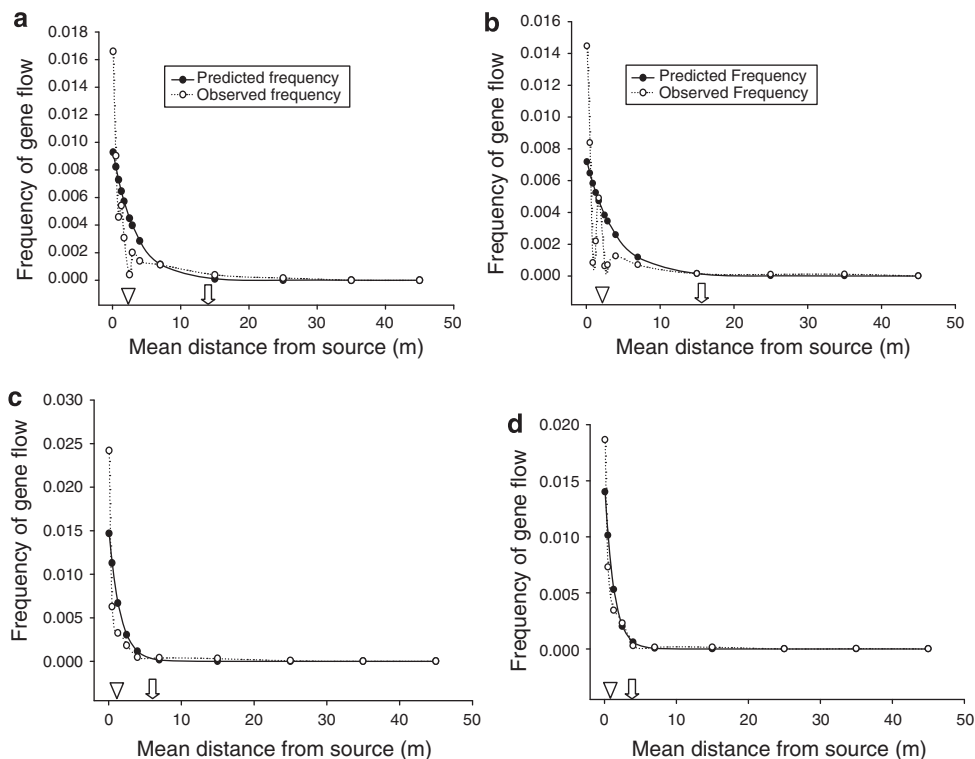 a
0.018
0.016
0.014
0.012
0.010
0.008
0.006
0.004
0.002
0.000
Frequency of gene flow
Predicted frequency
Observed frequency
0 10 20 30 40 50
Mean distance from source (m)
b
0.016
0.014
0.012
0.010
0.008
0.006
0.004
0.002
0.000
Frequency of gene flow
Predicted Frequency
Observed Frequency
0 10 20 30 40 50
Mean distance from source (m)
c
0.030
0.025
0.020
0.015
0.010
0.005
0.000
Frequency of gene flow
0 10 20 30 40 50
Mean distance from source (m)
d
0.020
0.015
0.010
0.005
0.000
Frequency of gene flow
0 10 20 30 40 50
Mean distance from source (m)